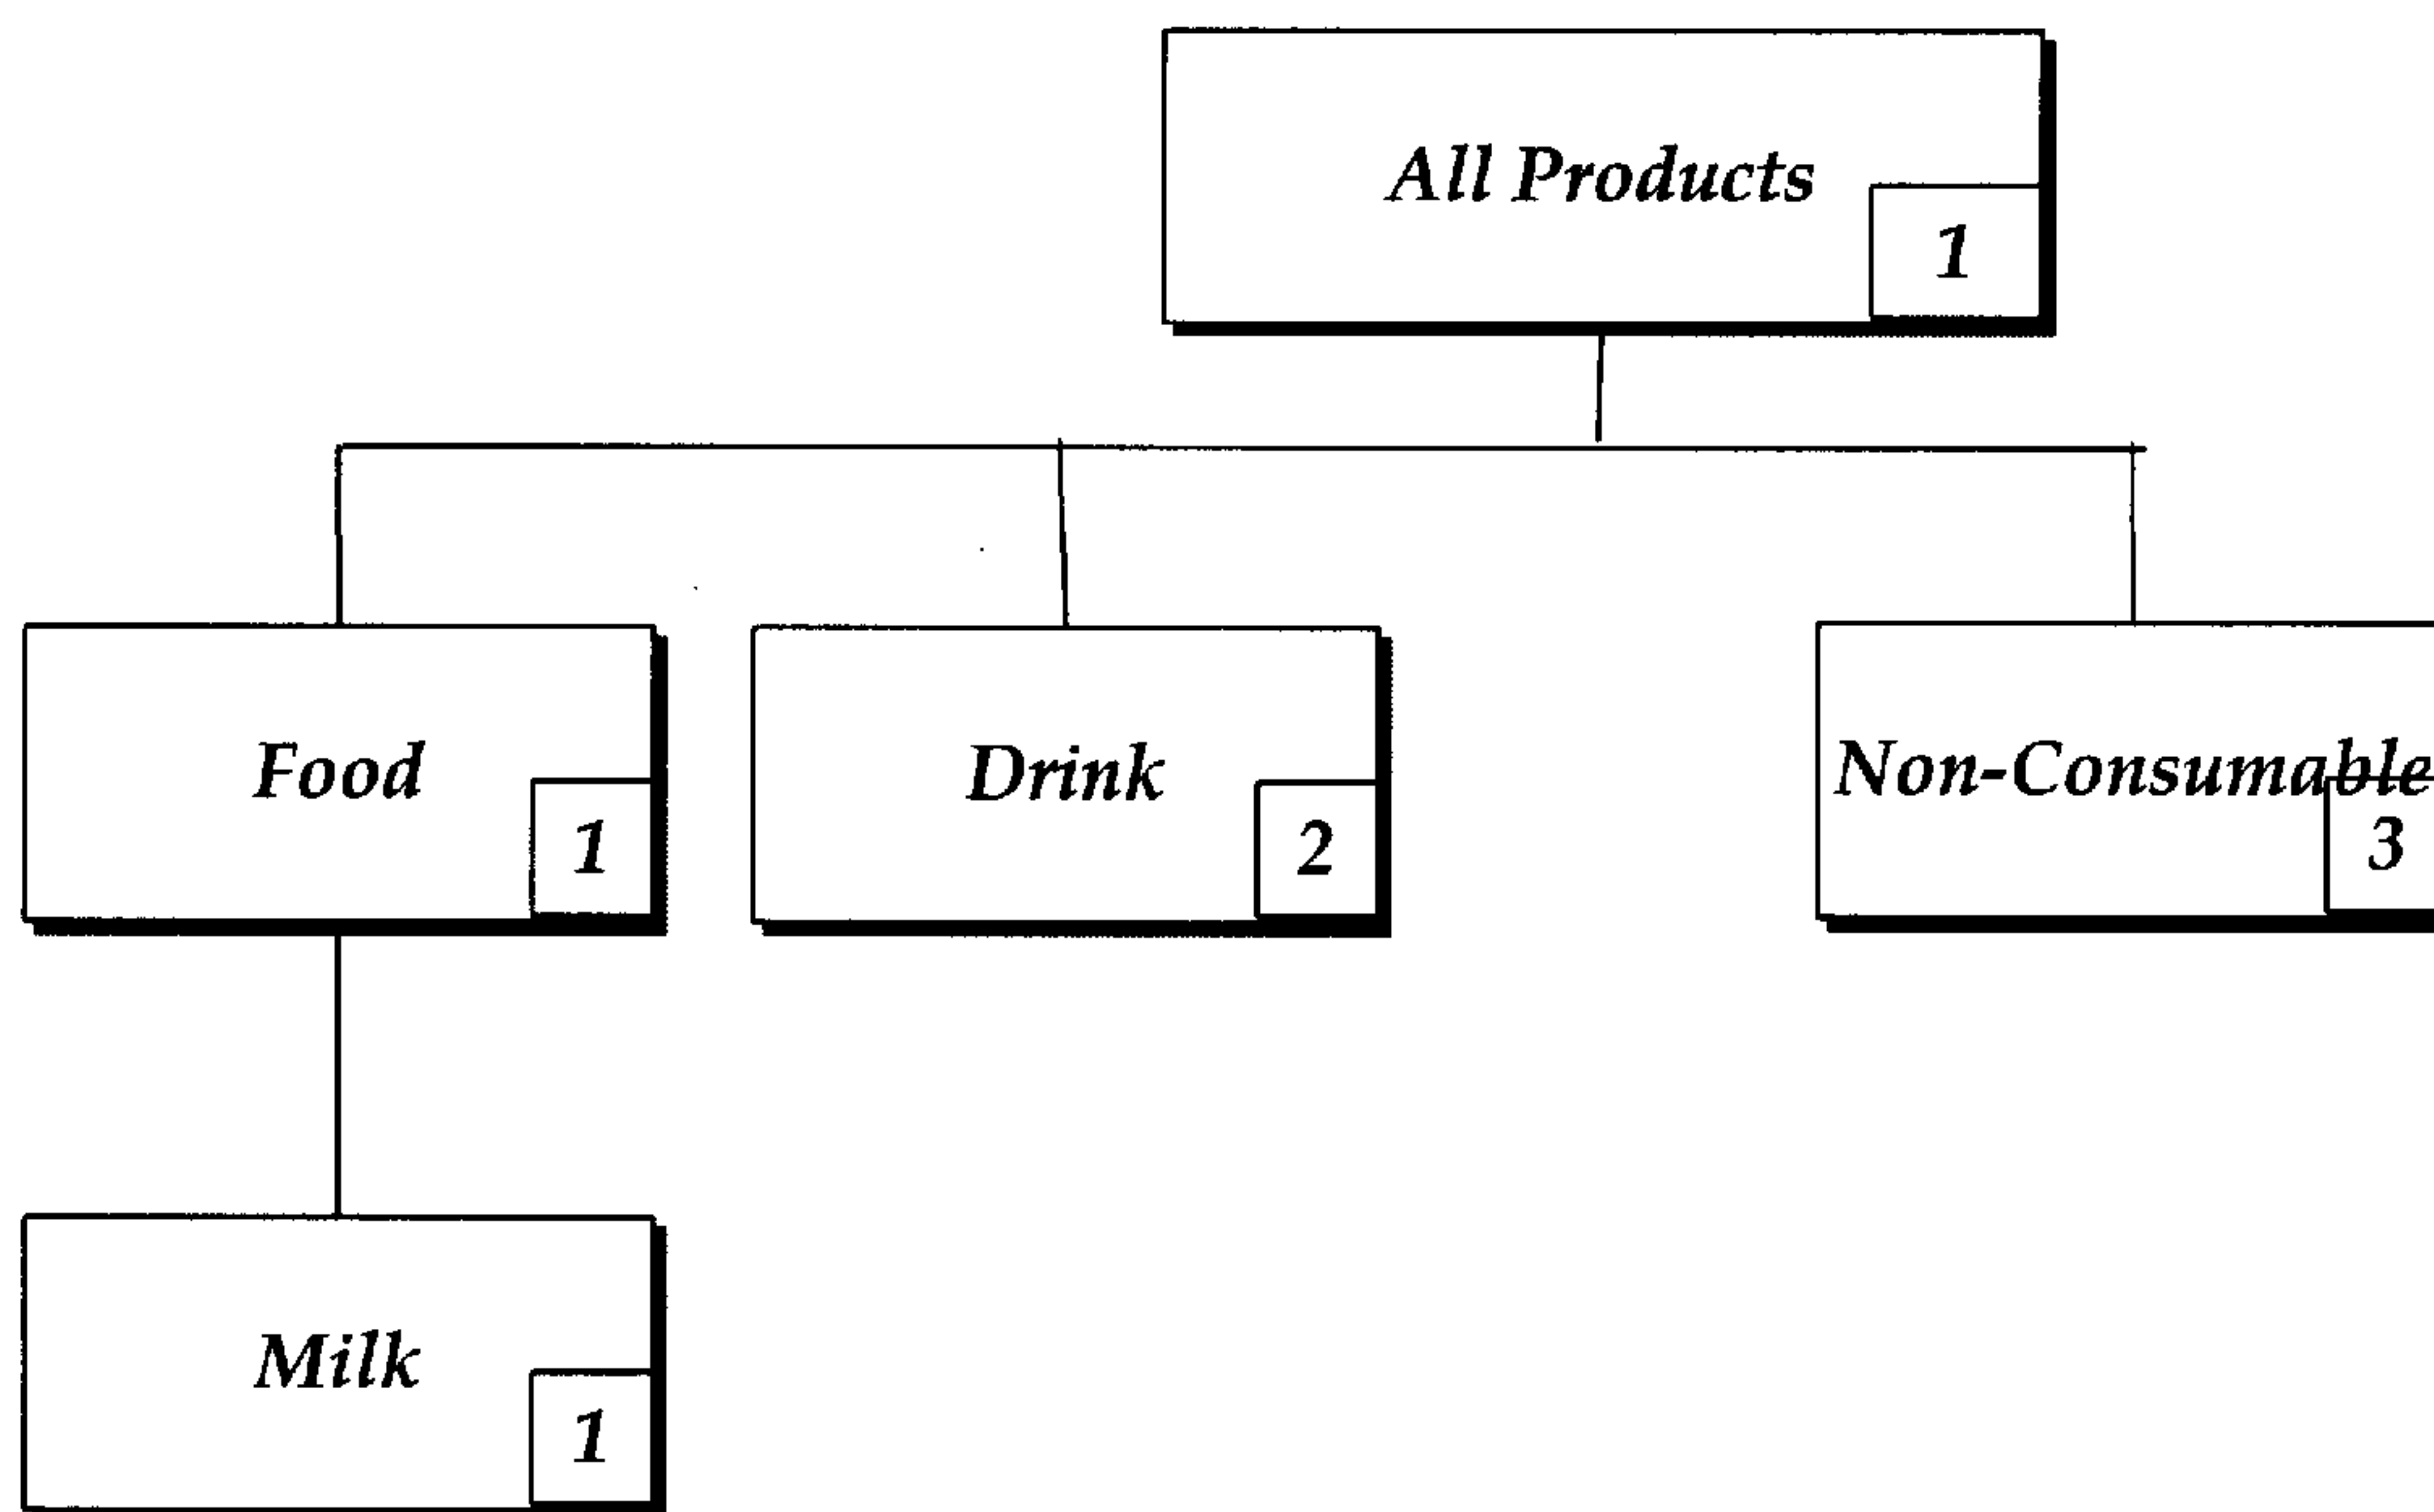 All Products
1
Food
1
Drink
2
Non-Consumable
3
Milk
1